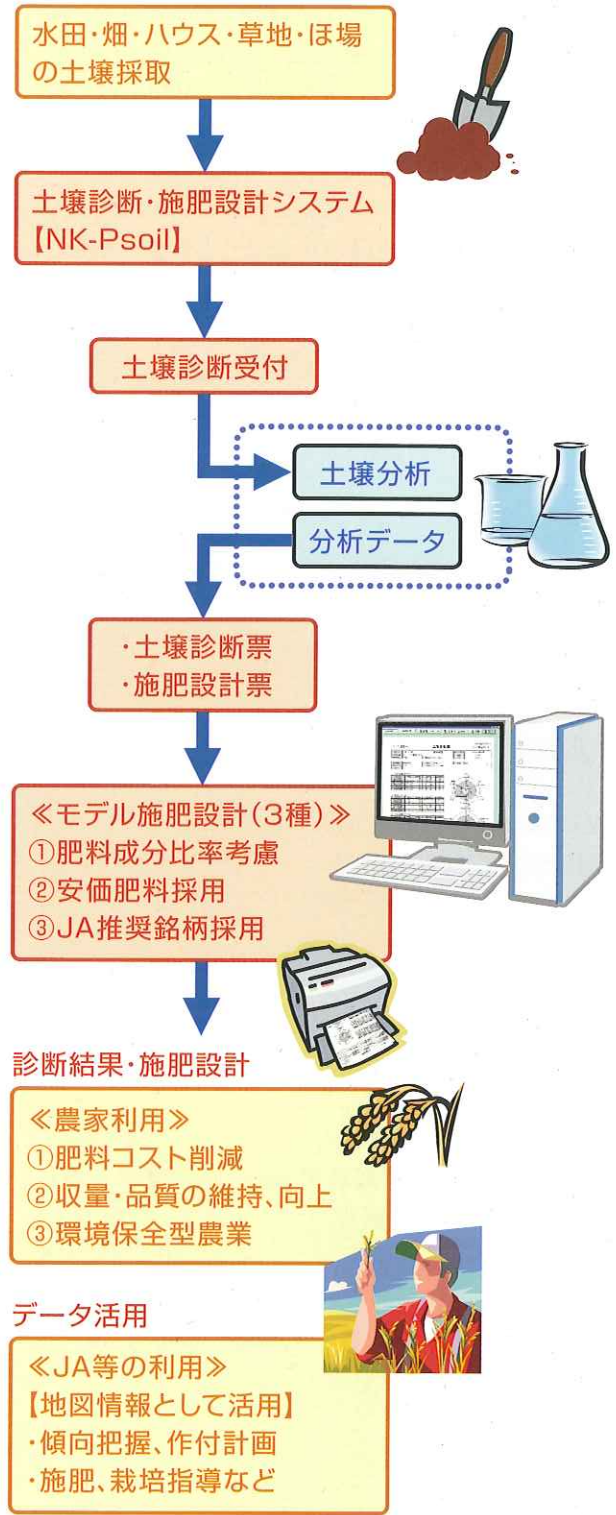 水田・畑・ハウス・草地・ほ場
の土壌採取
土壌診断・施肥設計システム
【NK-Psoil】
土壌診断受付
土壌分析
分析データ
・土壌診断票
・施肥設計票
≪モデル施肥設計(3種)≫
①肥料成分比率考慮
②安価肥料採用
③JA推奨銘柄採用
診断結果・施肥設計
≪農家利用≫
①肥料コスト削減
②収量・品質の維持、向上
③環境保全型農業
データ活用
≪JA等の利用≫
【地図情報として活用】
・傾向把握、作付計画
・施肥、栽培指導など